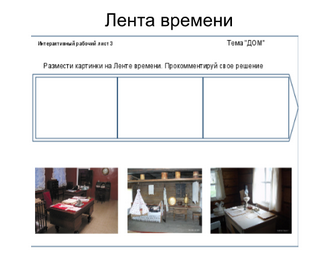 Лента времени
Интерактивный рабочий лист 3 Тема "ДОМ"
Размести картинки на Ленте времени. Прокомментируй свое решение